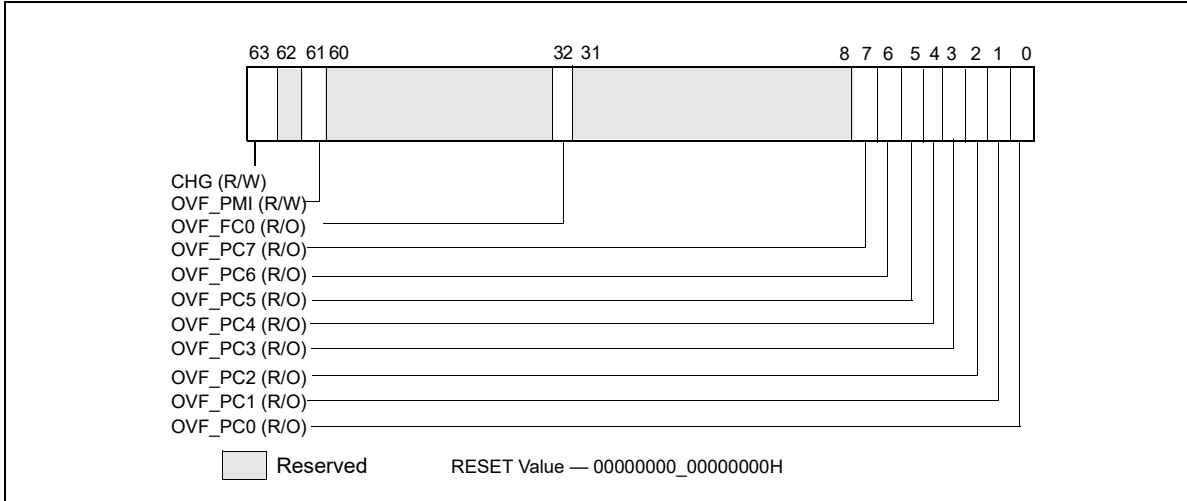 63 62 61 60 32 31 8 7 6 5 4 3 2 1 0
CHG (R/W)
OVF_PMI (R/W)
OVF_FC0 (R/O)
OVF_PC7 (R/O)
OVF_PC6 (R/O)
OVF_PC5 (R/O)
OVF_PC4 (R/O)
OVF_PC3 (R/O)
OVF_PC2 (R/O)
OVF_PC1 (R/O)
OVF_PC0 (R/O)
Reserved RESET Value — 00000000_00000000H